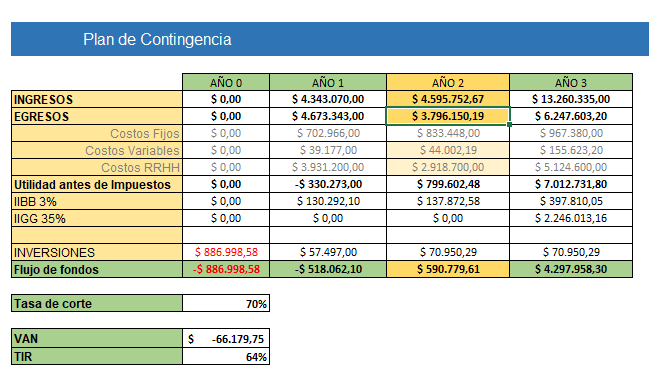 Plan de Contingencia
AÑO 0 AÑO 1 AÑO 2 AÑO 3
INGRESOS $ 0,00 $ 4.343.070,00 $ 4.595.752,67 $ 13.260.335,00
EGRESOS $ 0,00 $ 4.673.343,00 $ 3.796.150,19 $ 6.247.603,20
Costos Fijos $ 0,00 $ 702.966,00 $ 833.448,00 $ 967.380,00
Costos Variables $ 0,00 $ 39.177,00 $ 44.002,19 $ 155.623,20
Costos RRHH $ 0,00 $ 3.931.200,00 $ 2.918.700,00 $ 5.124.600,00
Utilidad antes de Impuestos $ 0,00 -$ 330.273,00 $ 799.602,48 $ 7.012.731,80
IIBB 3% $ 0,00 $ 130.292,10 $ 137.872,58 $ 397.810,05
IIGG 35% $ 0,00 $ 0,00 $ 0,00 $ 2.246.013,16
INVERSIONES $ 886.998,58 $ 57.497,00 $ 70.950,29 $ 70.950,29
Flujo de fondos -$ 886.998,58 -$ 518.062,10 $ 590.779,61 $ 4.297.958,30
Tasa de corte 70%
VAN $ -66.179,75
TIR 64%